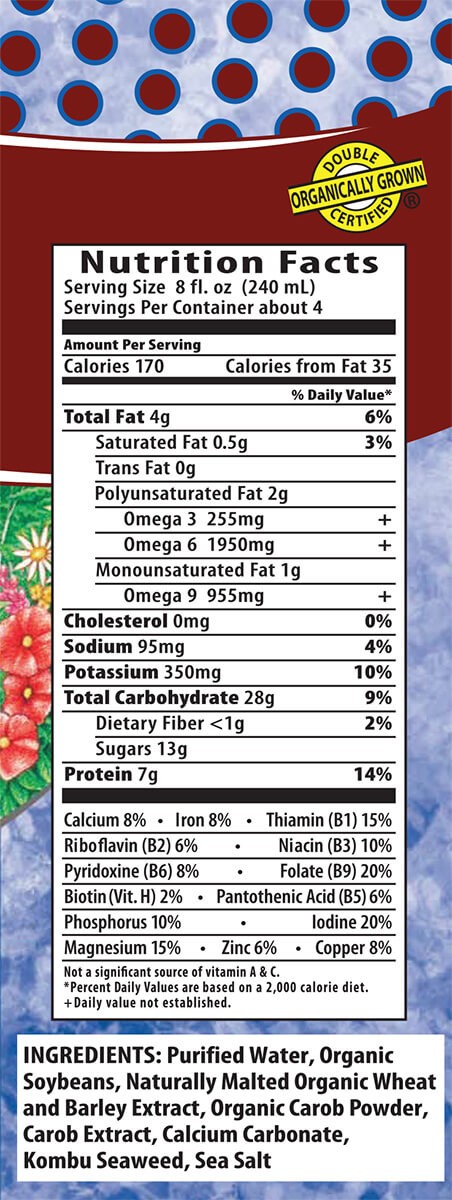 DOUBLE
ORGANICALLY GROWN
CERTIFIED
®
Nutrition Facts
Serving Size 8 fl. oz (240 mL)
Servings Per Container about 4
Amount Per Serving
Calories 170 Calories from Fat 35
% Daily Value*
Total Fat 4g 6%
Saturated Fat 0.5g 3%
Trans Fat 0g
Polyunsaturated Fat 2g
Omega 3 255mg +
Omega 6 1950mg +
Monounsaturated Fat 1g
Omega 9 955mg +
Cholesterol 0mg 0%
Sodium 95mg 4%
Potassium 350mg 10%
Total Carbohydrate 28g 9%
Dietary Fiber <1g 2%
Sugars 13g
Protein 7g 14%
Calcium 8% • Iron 8% • Thiamin (B1) 15%
Riboflavin (B2) 6% • Niacin (B3) 10%
Pyridoxine (B6) 8% • Folate (B9) 20%
Biotin (Vit. H) 2% • Pantothenic Acid (B5) 6%
Phosphorus 10% • Iodine 20%
Magnesium 15% • Zinc 6% • Copper 8%
Not a significant source of vitamin A & C.
*Percent Daily Values are based on a 2,000 calorie diet.
+Daily value not established.
INGREDIENTS: Purified Water, Organic
Soybeans, Naturally Malted Organic Wheat
and Barley Extract, Organic Carob Powder,
Carob Extract, Calcium Carbonate,
Kombu Seaweed, Sea Salt